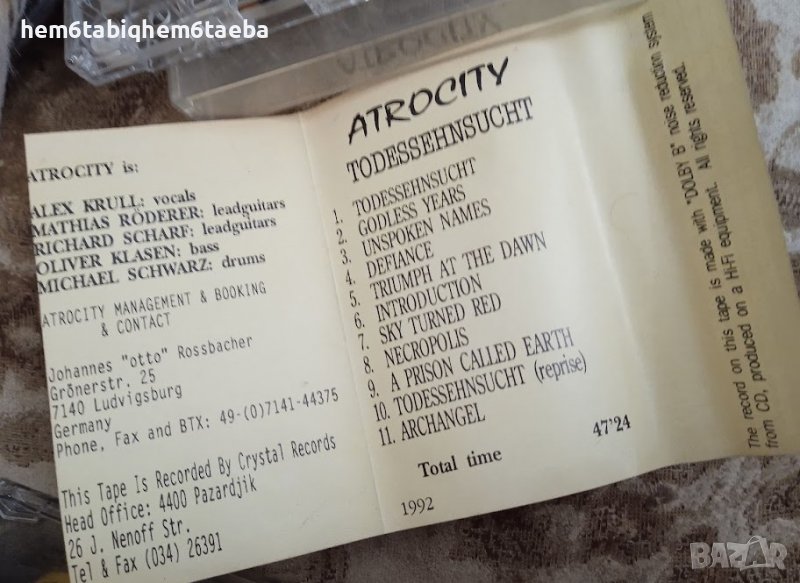 hem6tabiqhem6taeba
ATROCITY is:
ALEX KRULL: vocals
MATHIAS RÖDERER: leadguitars
RICHARD SCHARF: leadguitars
OLIVER KLASEN: bass
MICHAEL SCHWARZ: drums
ATROCITY MANAGEMENT & BOOKING
& CONTACT
Johannes "otto" Rossbacher
Grönerstr. 25
7140 Ludvigsburg
Germany
Phone, Fax and BTX: 49-(0)7141-44375
This Tape Is Recorded By Crystal Records
Head Office: 4400 Pazardjik
26 J. Nenoff Str.
Tel & Fax (034) 26391
ATROCITY
TODESSEHNSUCHT
1. TODESSEHNSUCHT
2. GODLESS YEARS
3. UNSPOKEN NAMES
4. DEFIANCE
5. TRIUMPH AT THE DAWN
6. INTRODUCTION
7. SKY TURNED RED
8. NECROPOLIS
9. A PRISON CALLED EARTH
10. TODESSEHNSUCHT (reprise)
11. ARCHANGEL
Total time 47'24
1992
The record on this tape is made with "DOLBY B" noise reduction system
from CD, produced on a Hi-Fi equipment. All rights reserved.
BAZAR